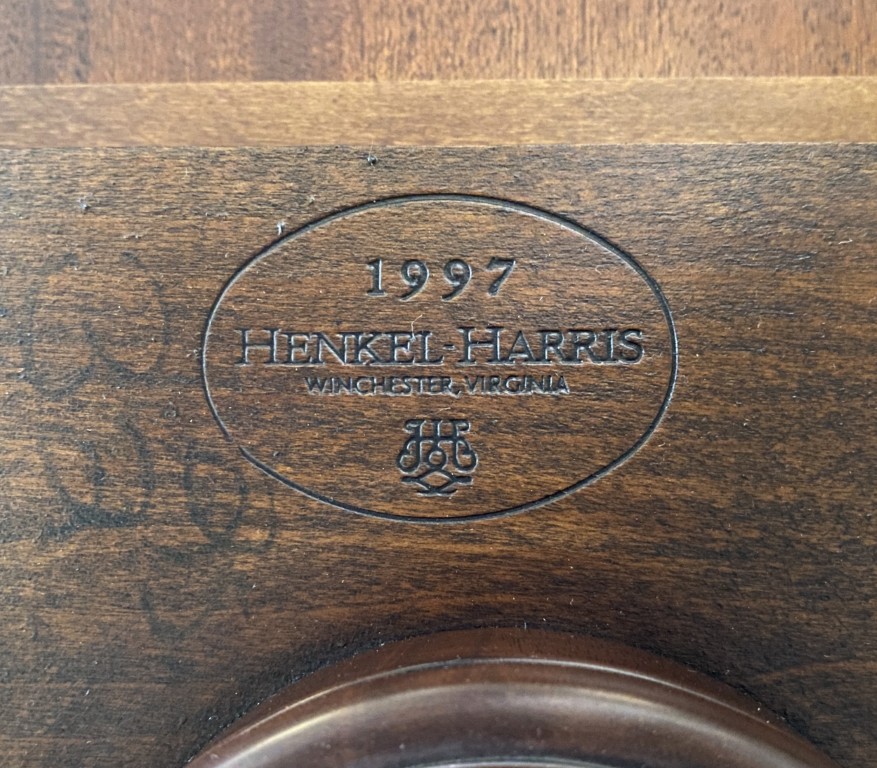 1997
HENKEL-HARRIS
WINCHESTER, VIRGINIA